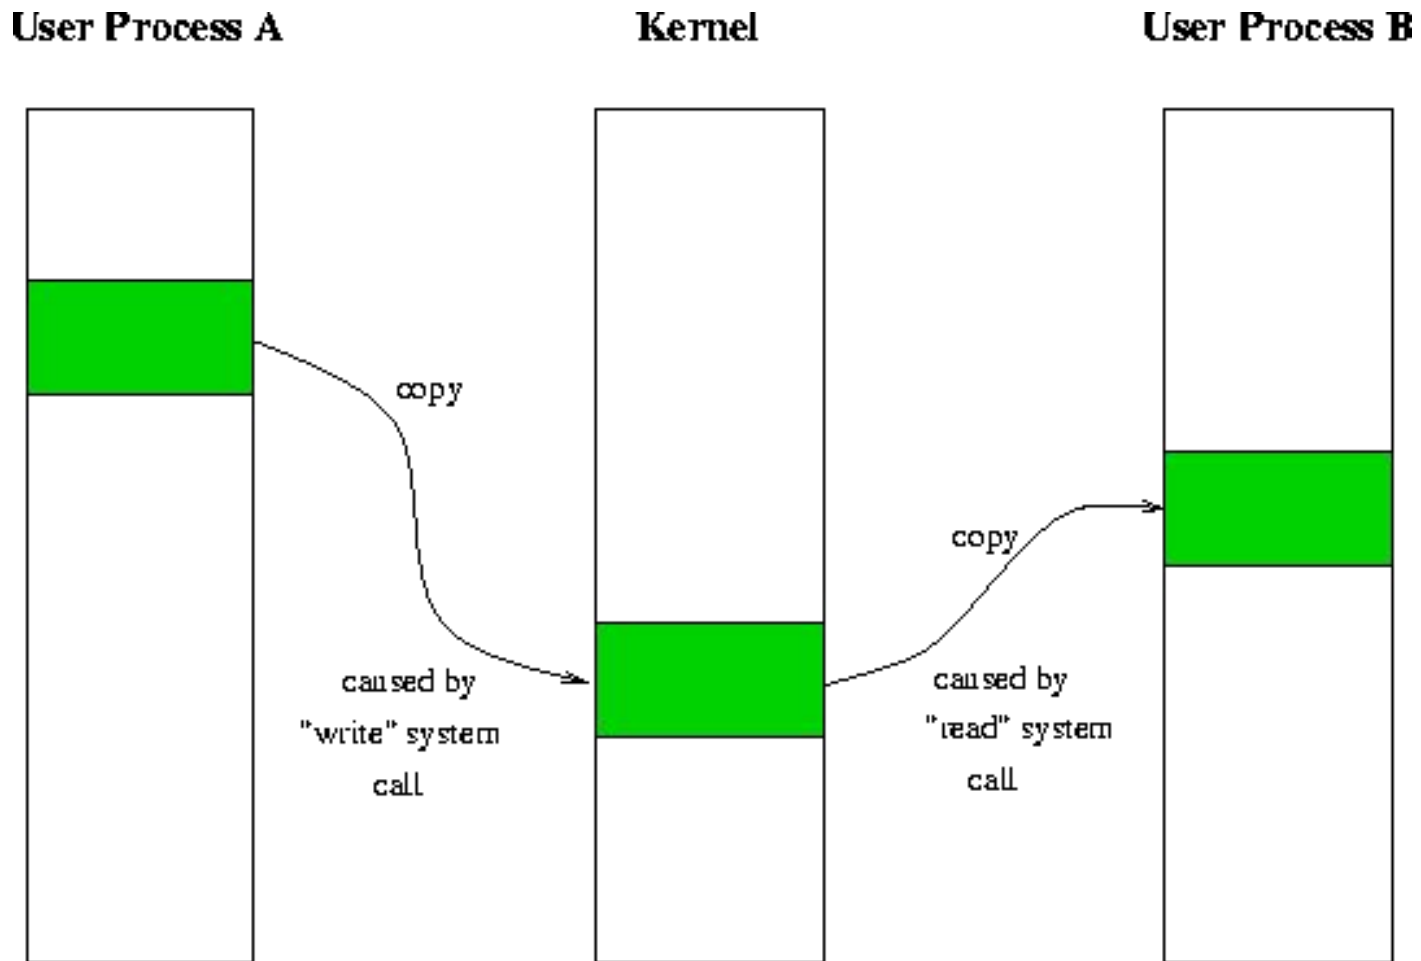 User Process A
Kernel
User Process B
copy
copy
caused by
"write" system
call
caused by
"read" system
call